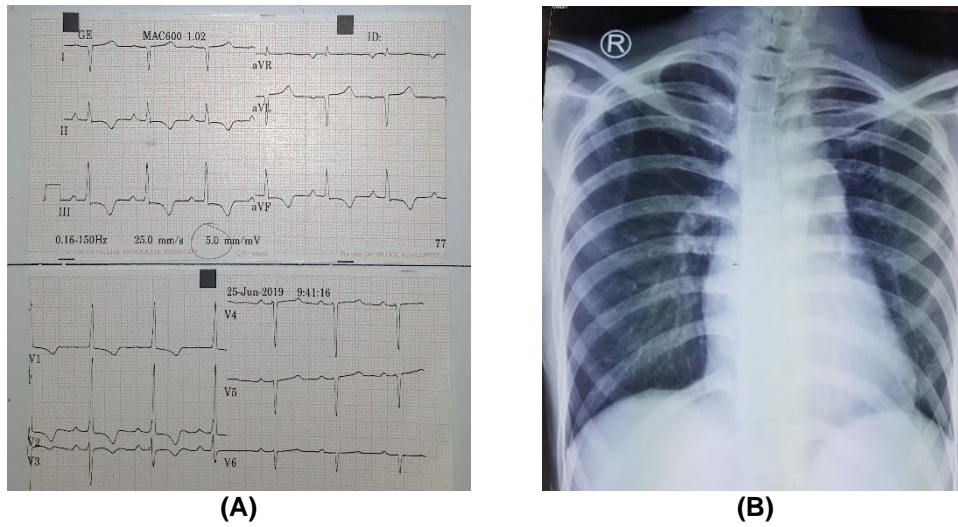 GE MAC600 1.02 ID:
I aVR
II aVL
III aVF
0.16-150Hz 25.0 mm/s 5.0 mm/mV 77
25-Jun-2019 9:41:16
V1 V4
V2 V5
V3 V6
R
(A) (B)